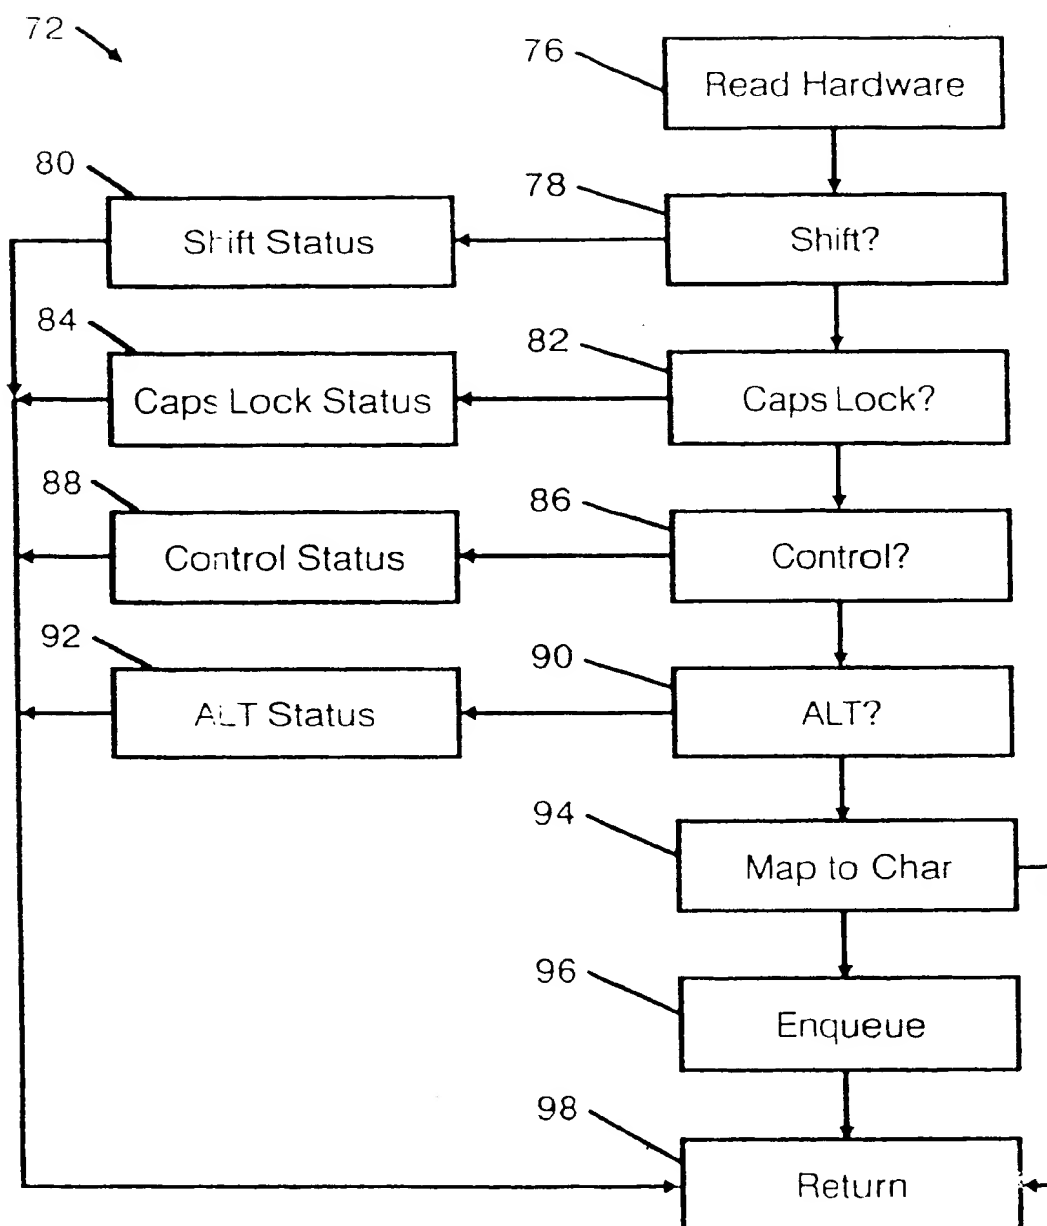 72
76
Read Hardware
80
78
Shift Status
Shift?
84
82
Caps Lock Status
Caps Lock?
88
86
Control Status
Control?
92
90
ALT Status
ALT?
94
Map to Char
96
Enqueue
98
Return